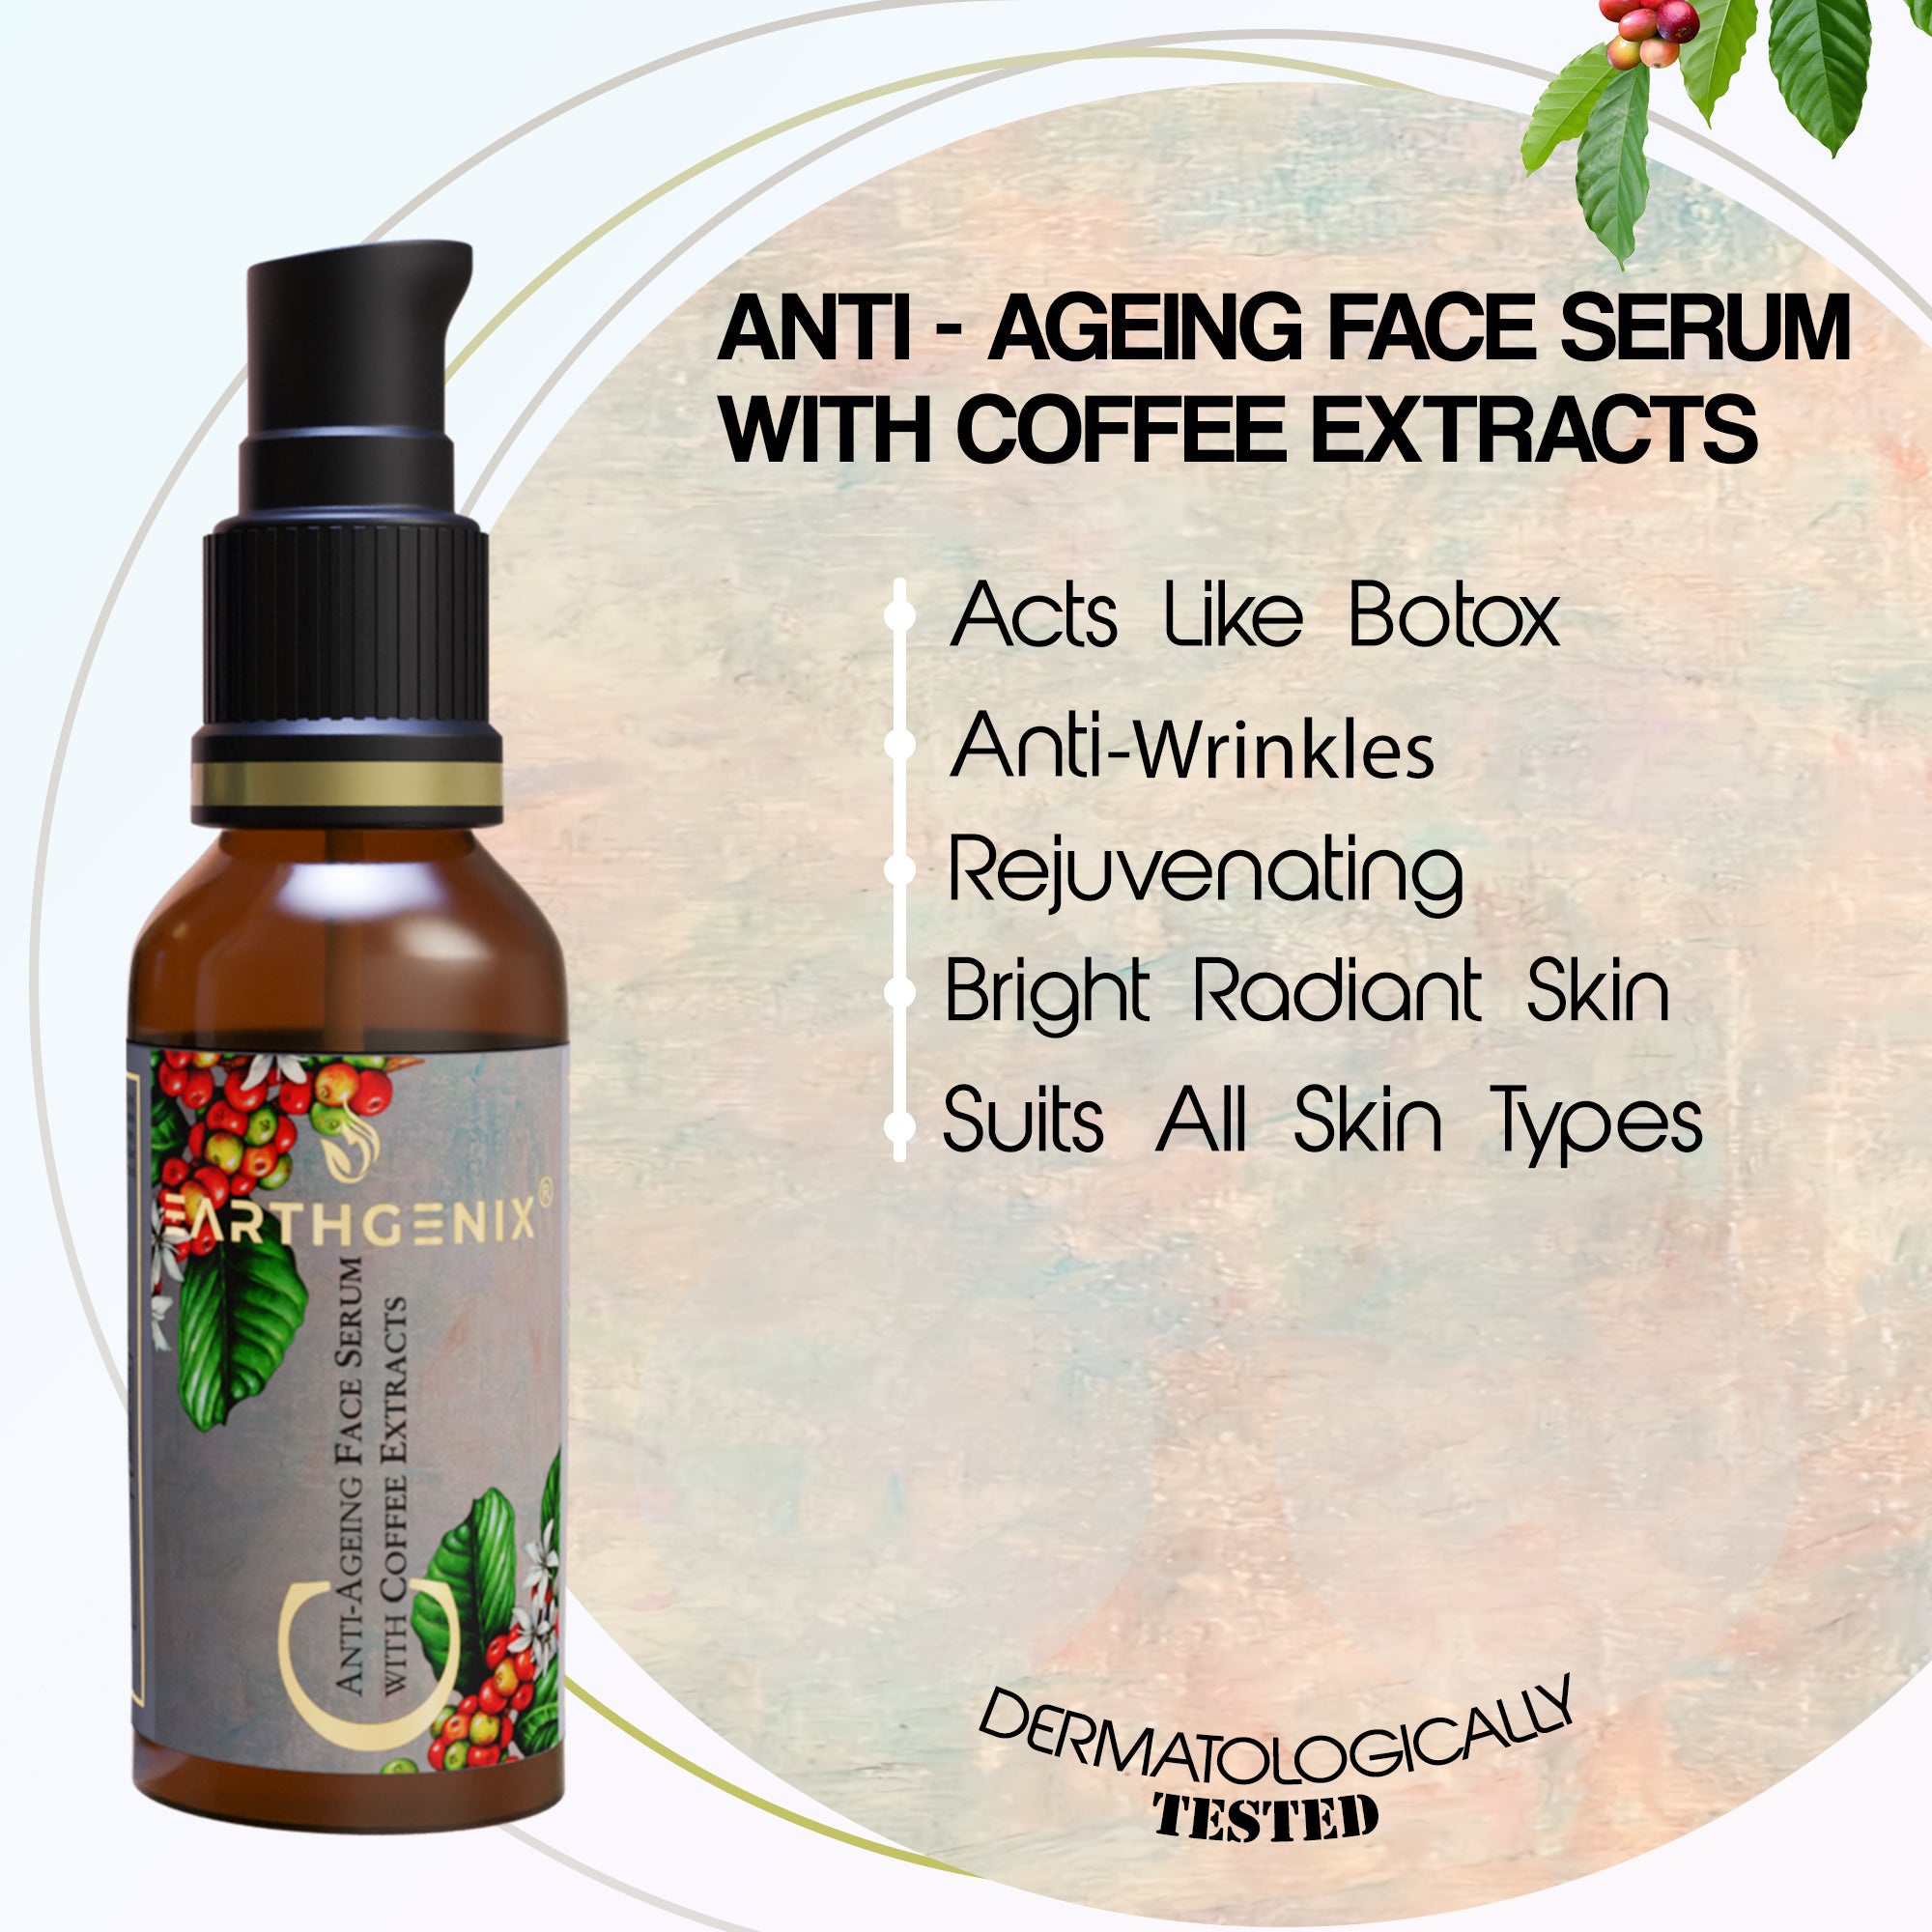 ANTI - AGEING FACE SERUM
WITH COFFEE EXTRACTS
Acts Like Botox
Anti-Wrinkles
Rejuvenating
Bright Radiant Skin
Suits All Skin Types
EARTHGENIX®
ANTI-AGEING FACE SERUM
WITH COFFEE EXTRACTS
DERMATOLOGICALLY
TESTED